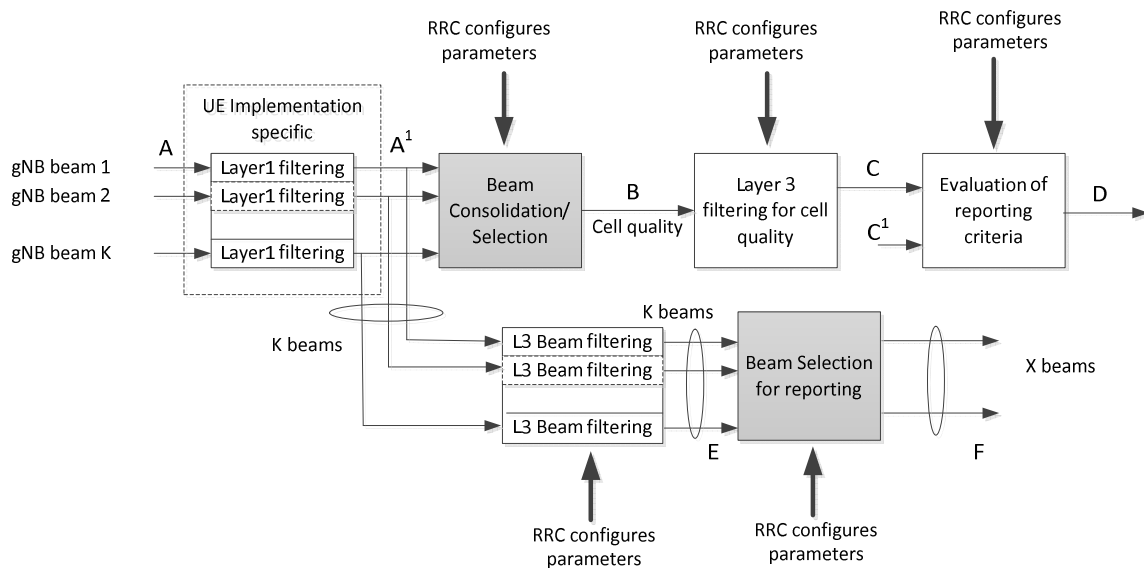 RRC configures
parameters
RRC configures
parameters
RRC configures
parameters
UE Implementation
specific
A
A1
gNB beam 1
Layer1 filtering
gNB beam 2
Layer1 filtering
gNB beam K
Layer1 filtering
Beam
Consolidation/
Selection
B
Cell quality
Layer 3
filtering for cell
quality
C
C1
Evaluation of
reporting
criteria
D
K beams
L3 Beam filtering
L3 Beam filtering
L3 Beam filtering
K beams
E
Beam Selection
for reporting
X beams
F
RRC configures
parameters
RRC configures
parameters